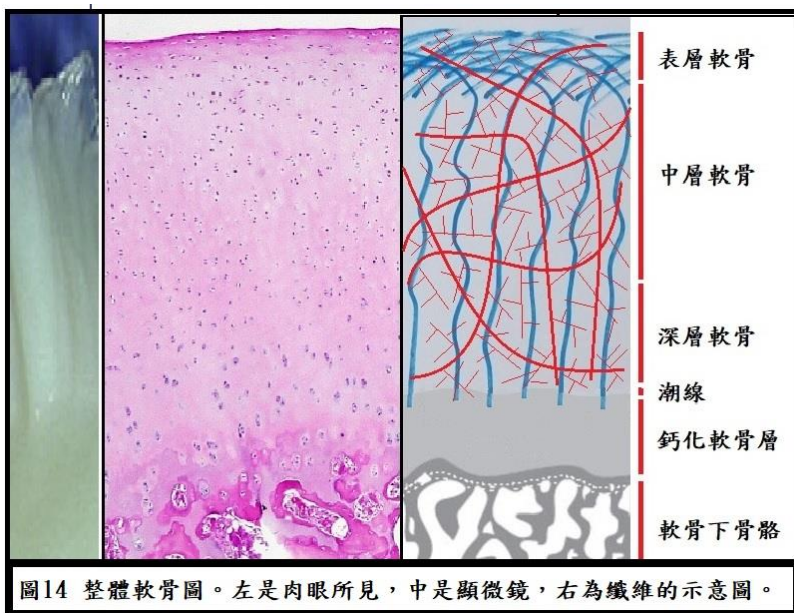 表層軟骨
中層軟骨
深層軟骨
潮線
鈣化軟骨層
軟骨下骨骼
圖14 整體軟骨圖。左是肉眼所見，中是顯微鏡，右為纖維的示意圖。